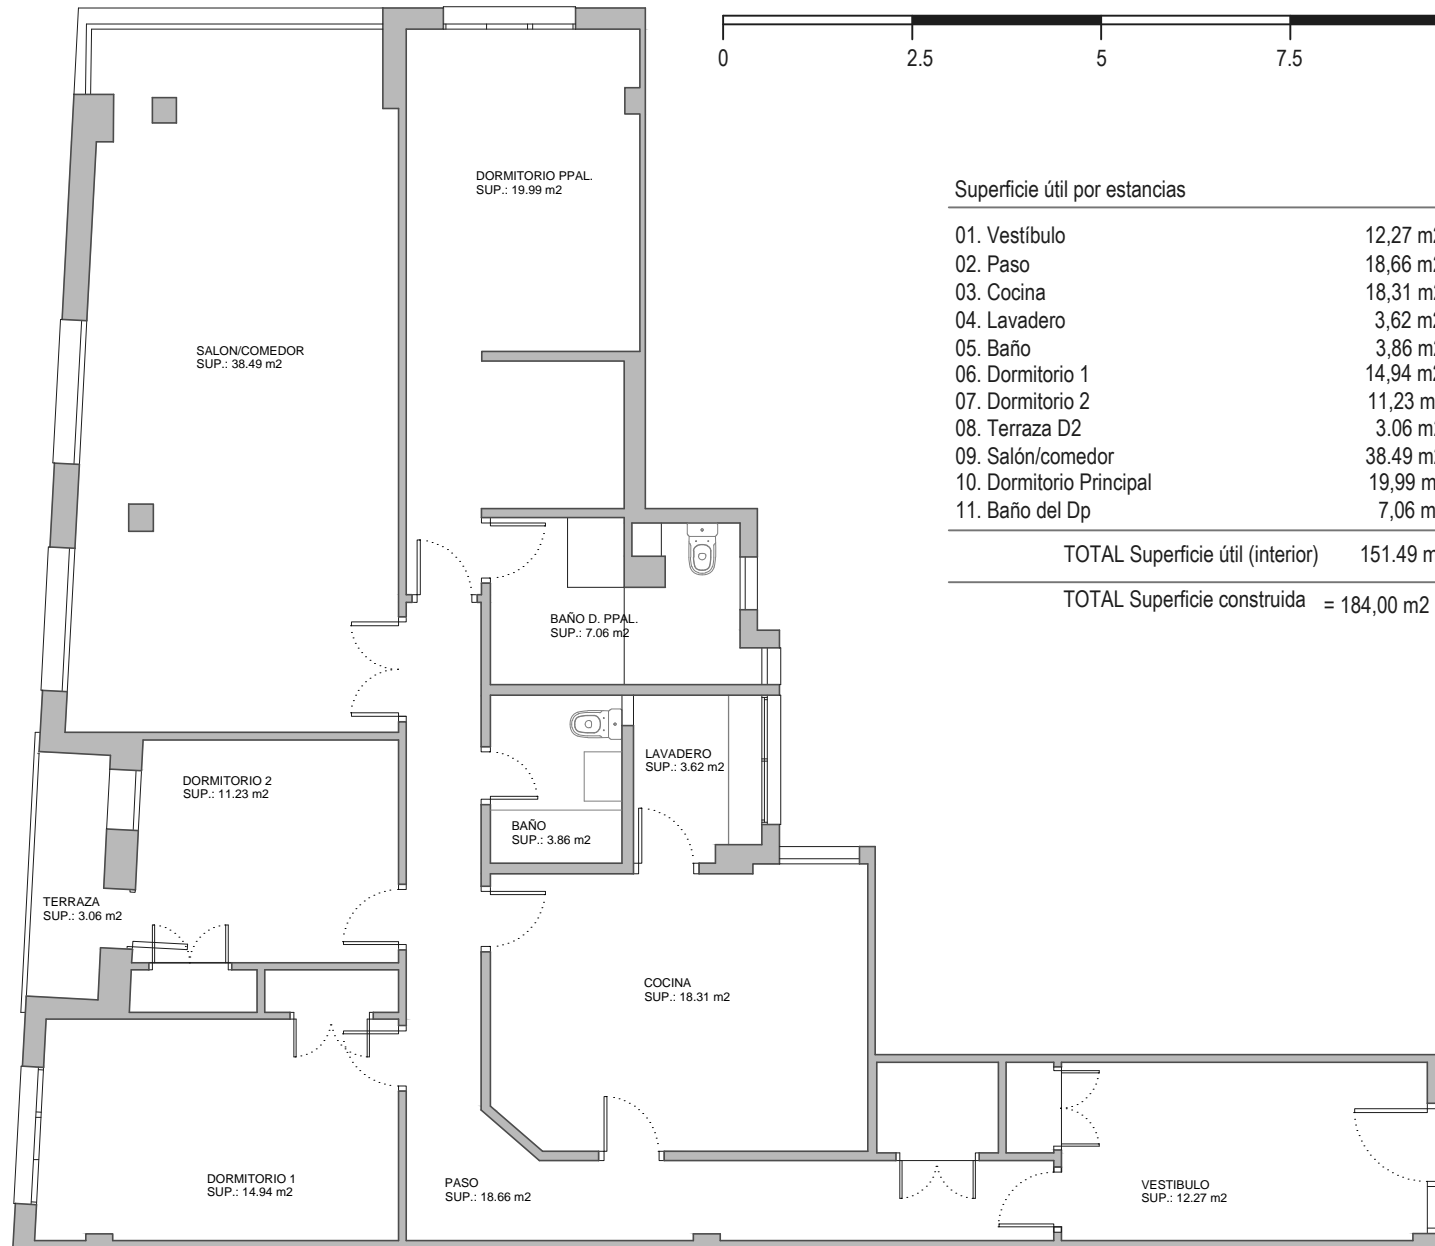 0 2.5 5 7.5
DORMITORIO PPAL.
SUP.: 19.99 m2
Superficie útil por estancias
01. Vestíbulo 12,27 m2
02. Paso 18,66 m2
03. Cocina 18,31 m2
04. Lavadero 3,62 m2
05. Baño 3,86 m2
06. Dormitorio 1 14,94 m2
07. Dormitorio 2 11,23 m
08. Terraza D2 3.06 m2
09. Salón/comedor 38.49 m2
10. Dormitorio Principal 19,99 m
11. Baño del Dp 7,06 m
TOTAL Superficie útil (interior) 151.49 m
TOTAL Superficie construida = 184,00 m2
SALON/COMEDOR
SUP.: 38.49 m2
BAÑO D. PPAL.
SUP.: 7.06 m2
LAVADERO
SUP.: 3.62 m2
DORMITORIO 2
SUP.: 11.23 m2
BAÑO
SUP.: 3.86 m2
TERRAZA
SUP.: 3.06 m2
COCINA
SUP.: 18.31 m2
DORMITORIO 1
SUP.: 14.94 m2
PASO
SUP.: 18.66 m2
VESTIBULO
SUP.: 12.27 m2